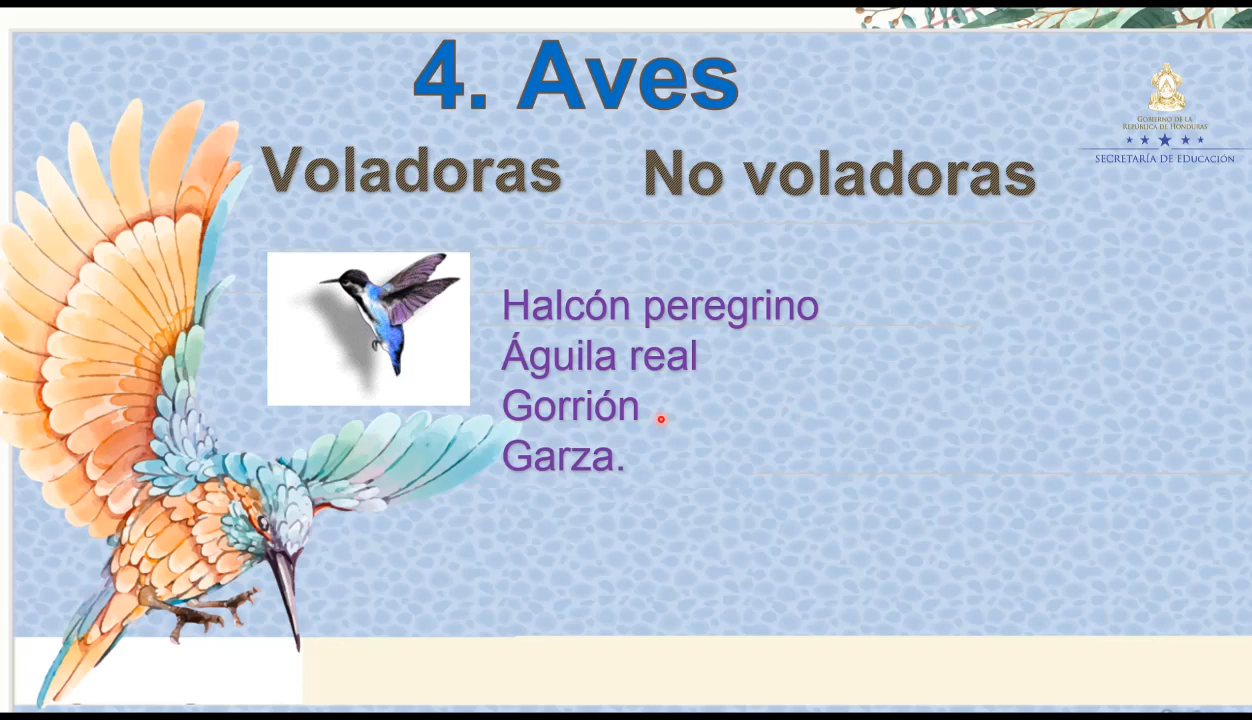 4. Aves
Voladoras
No voladoras
GOBIERNO DE LA
REPÚBLICA DE HONDURAS
SECRETARÍA DE EDUCACIÓN
Halcón peregrino
Águila real
Gorrión
Garza.